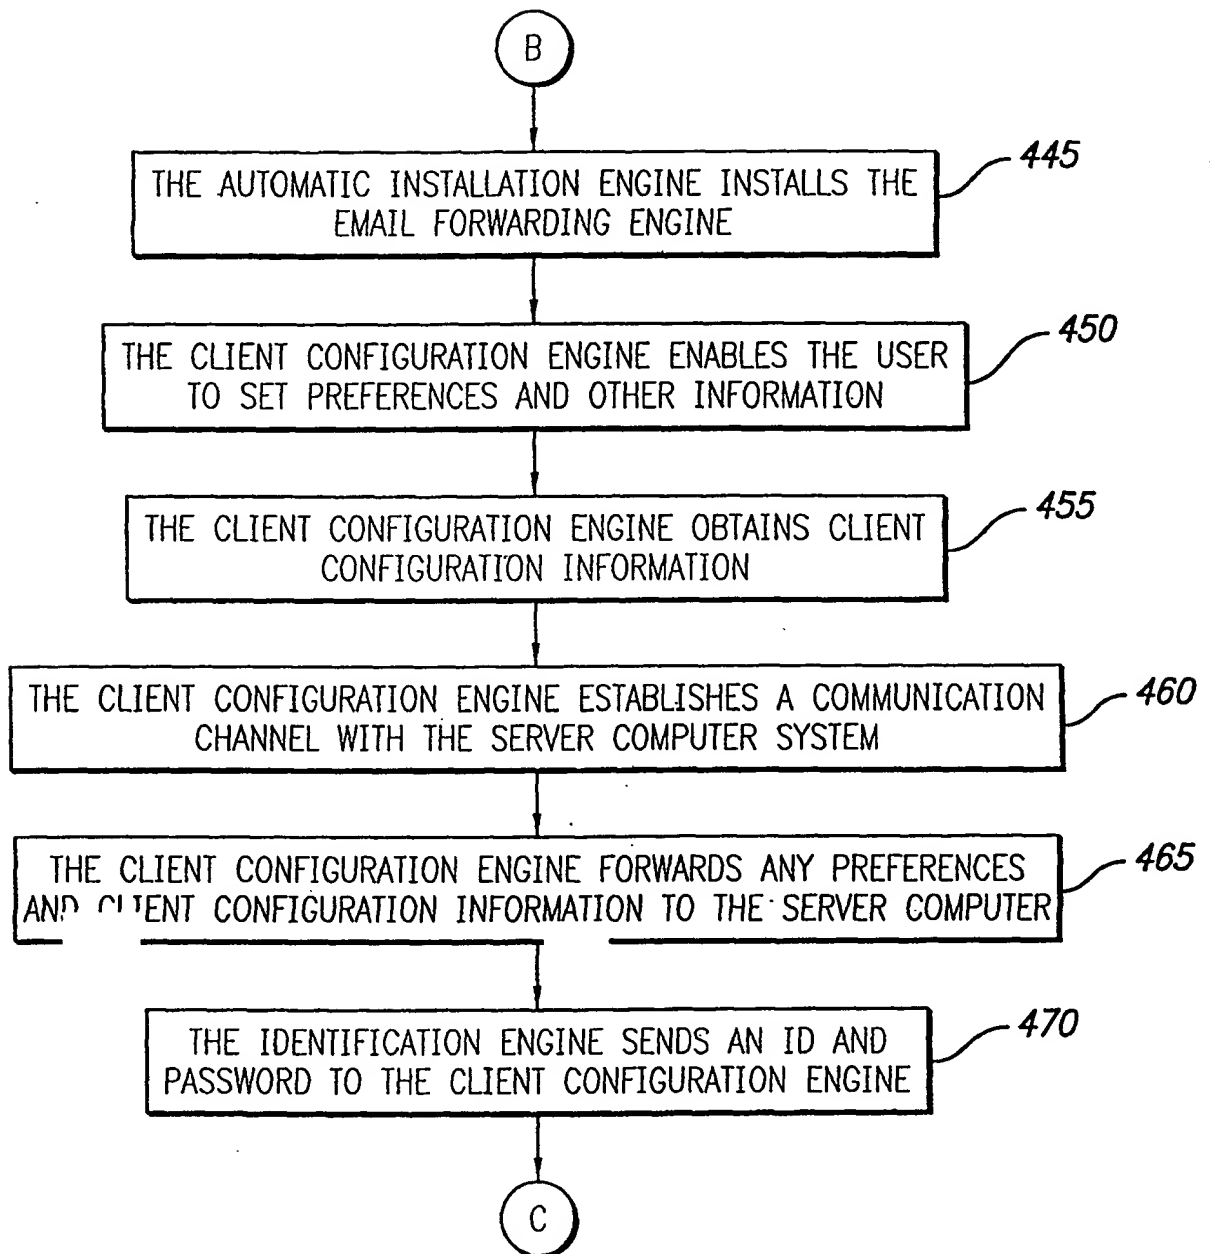 B
THE AUTOMATIC INSTALLATION ENGINE INSTALLS THE
EMAIL FORWARDING ENGINE
445
THE CLIENT CONFIGURATION ENGINE ENABLES THE USER
TO SET PREFERENCES AND OTHER INFORMATION
450
THE CLIENT CONFIGURATION ENGINE OBTAINS CLIENT
CONFIGURATION INFORMATION
455
THE CLIENT CONFIGURATION ENGINE ESTABLISHES A COMMUNICATION
CHANNEL WITH THE SERVER COMPUTER SYSTEM
460
THE CLIENT CONFIGURATION ENGINE FORWARDS ANY PREFERENCES
AND CLIENT CONFIGURATION INFORMATION TO THE SERVER COMPUTER
465
THE IDENTIFICATION ENGINE SENDS AN ID AND
PASSWORD TO THE CLIENT CONFIGURATION ENGINE
470
C